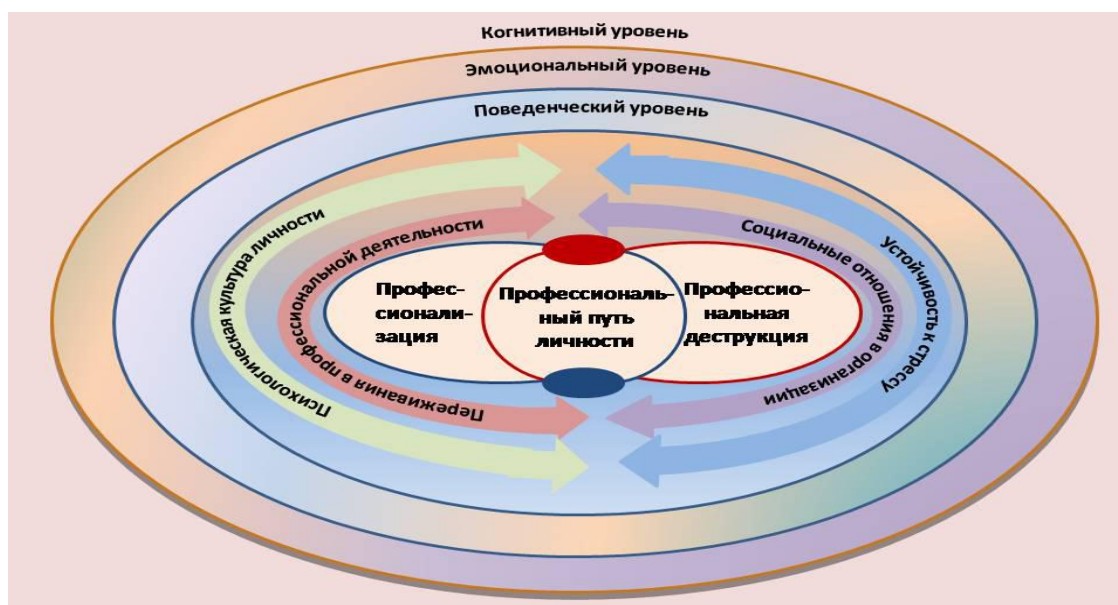 Когнитивный уровень
Эмоциональный уровень
Поведенческий уровень
Психологическая культура личности
Переживания в профессиональной деятельности
Социальные отношения в организации
Устойчивость к стрессу
Профес-
сионали-
зация
Профессиональ-
ный путь
личности
Профессио-
нальная
деструкция